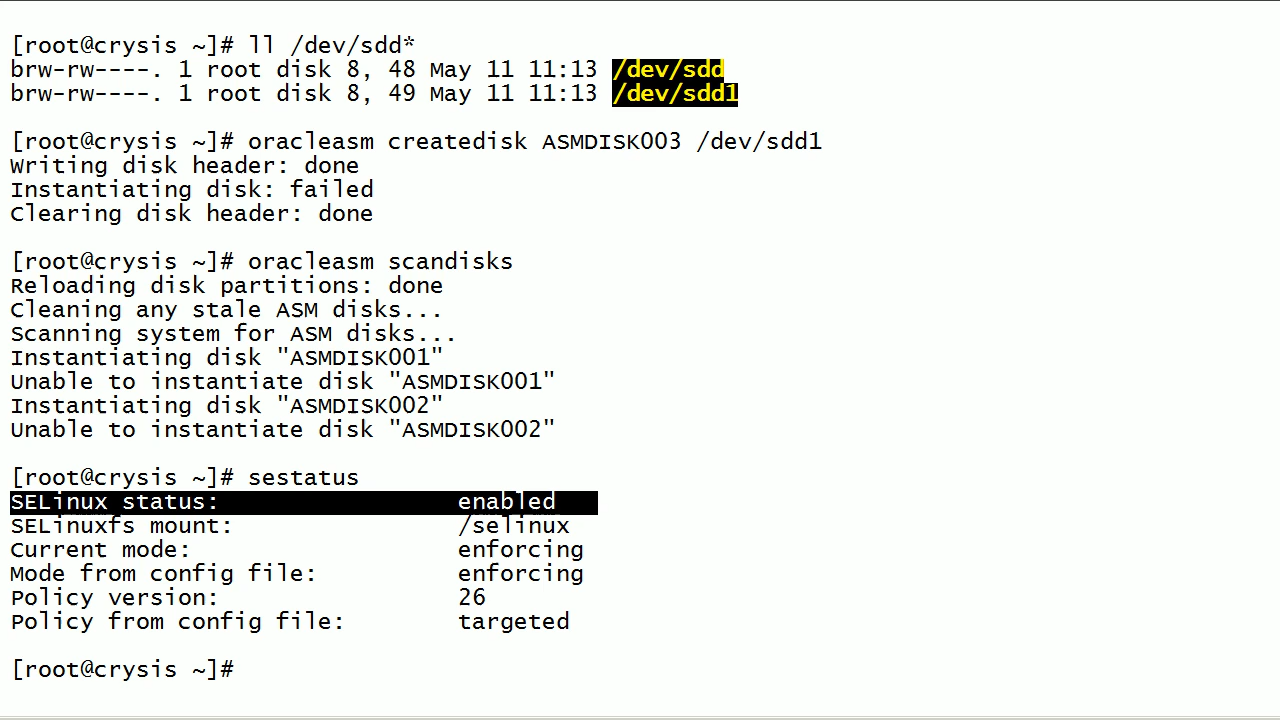 [root@crysis ~]# ll /dev/sdd*
brw-rw----. 1 root disk 8, 48 May 11 11:13 /dev/sdd
brw-rw----. 1 root disk 8, 49 May 11 11:13 /dev/sdd1
[root@crysis ~]# oracleasm createdisk ASMDISK003 /dev/sdd1
Writing disk header: done
Instantiating disk: failed
Clearing disk header: done
[root@crysis ~]# oracleasm scandisks
Reloading disk partitions: done
Cleaning any stale ASM disks...
Scanning system for ASM disks...
Instantiating disk "ASMDISK001"
Unable to instantiate disk "ASMDISK001"
Instantiating disk "ASMDISK002"
Unable to instantiate disk "ASMDISK002"
[root@crysis ~]# sestatus
SELinux status:                 enabled
SELinuxfs mount:                /selinux
Current mode:                   enforcing
Mode from config file:          enforcing
Policy version:                 26
Policy from config file:        targeted
[root@crysis ~]#